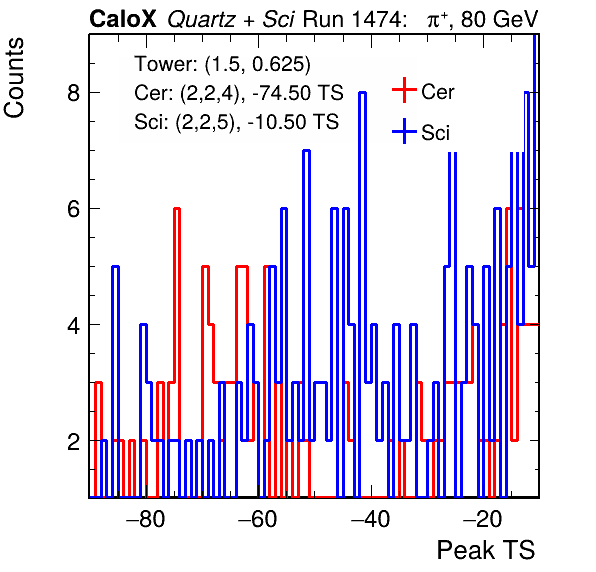 CaloX Quartz + Sci Run 1474: π⁺, 80 GeV
Counts
Tower: (1.5, 0.625)
Cer: (2,2,4), -74.50 TS
Sci: (2,2,5), -10.50 TS
Cer
Sci
8
6
4
2
−80 −60 −40 −20
Peak TS